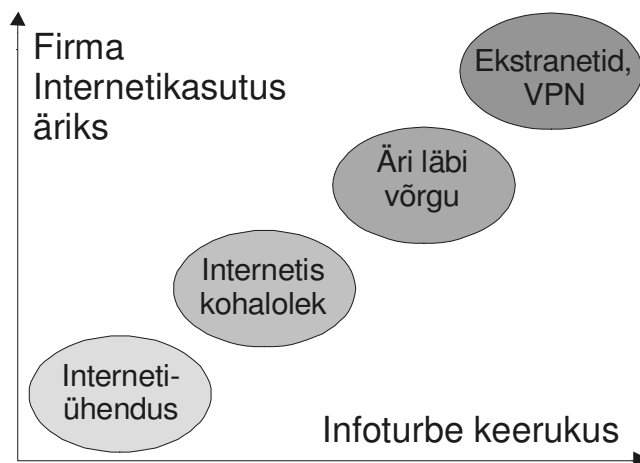 Firma
Internetikasutus
äriks
Ekstranetid,
VPN
Äri läbi
võrgu
Internetis
kohalolek
Interneti-
ühendus
Infoturbe keerukus